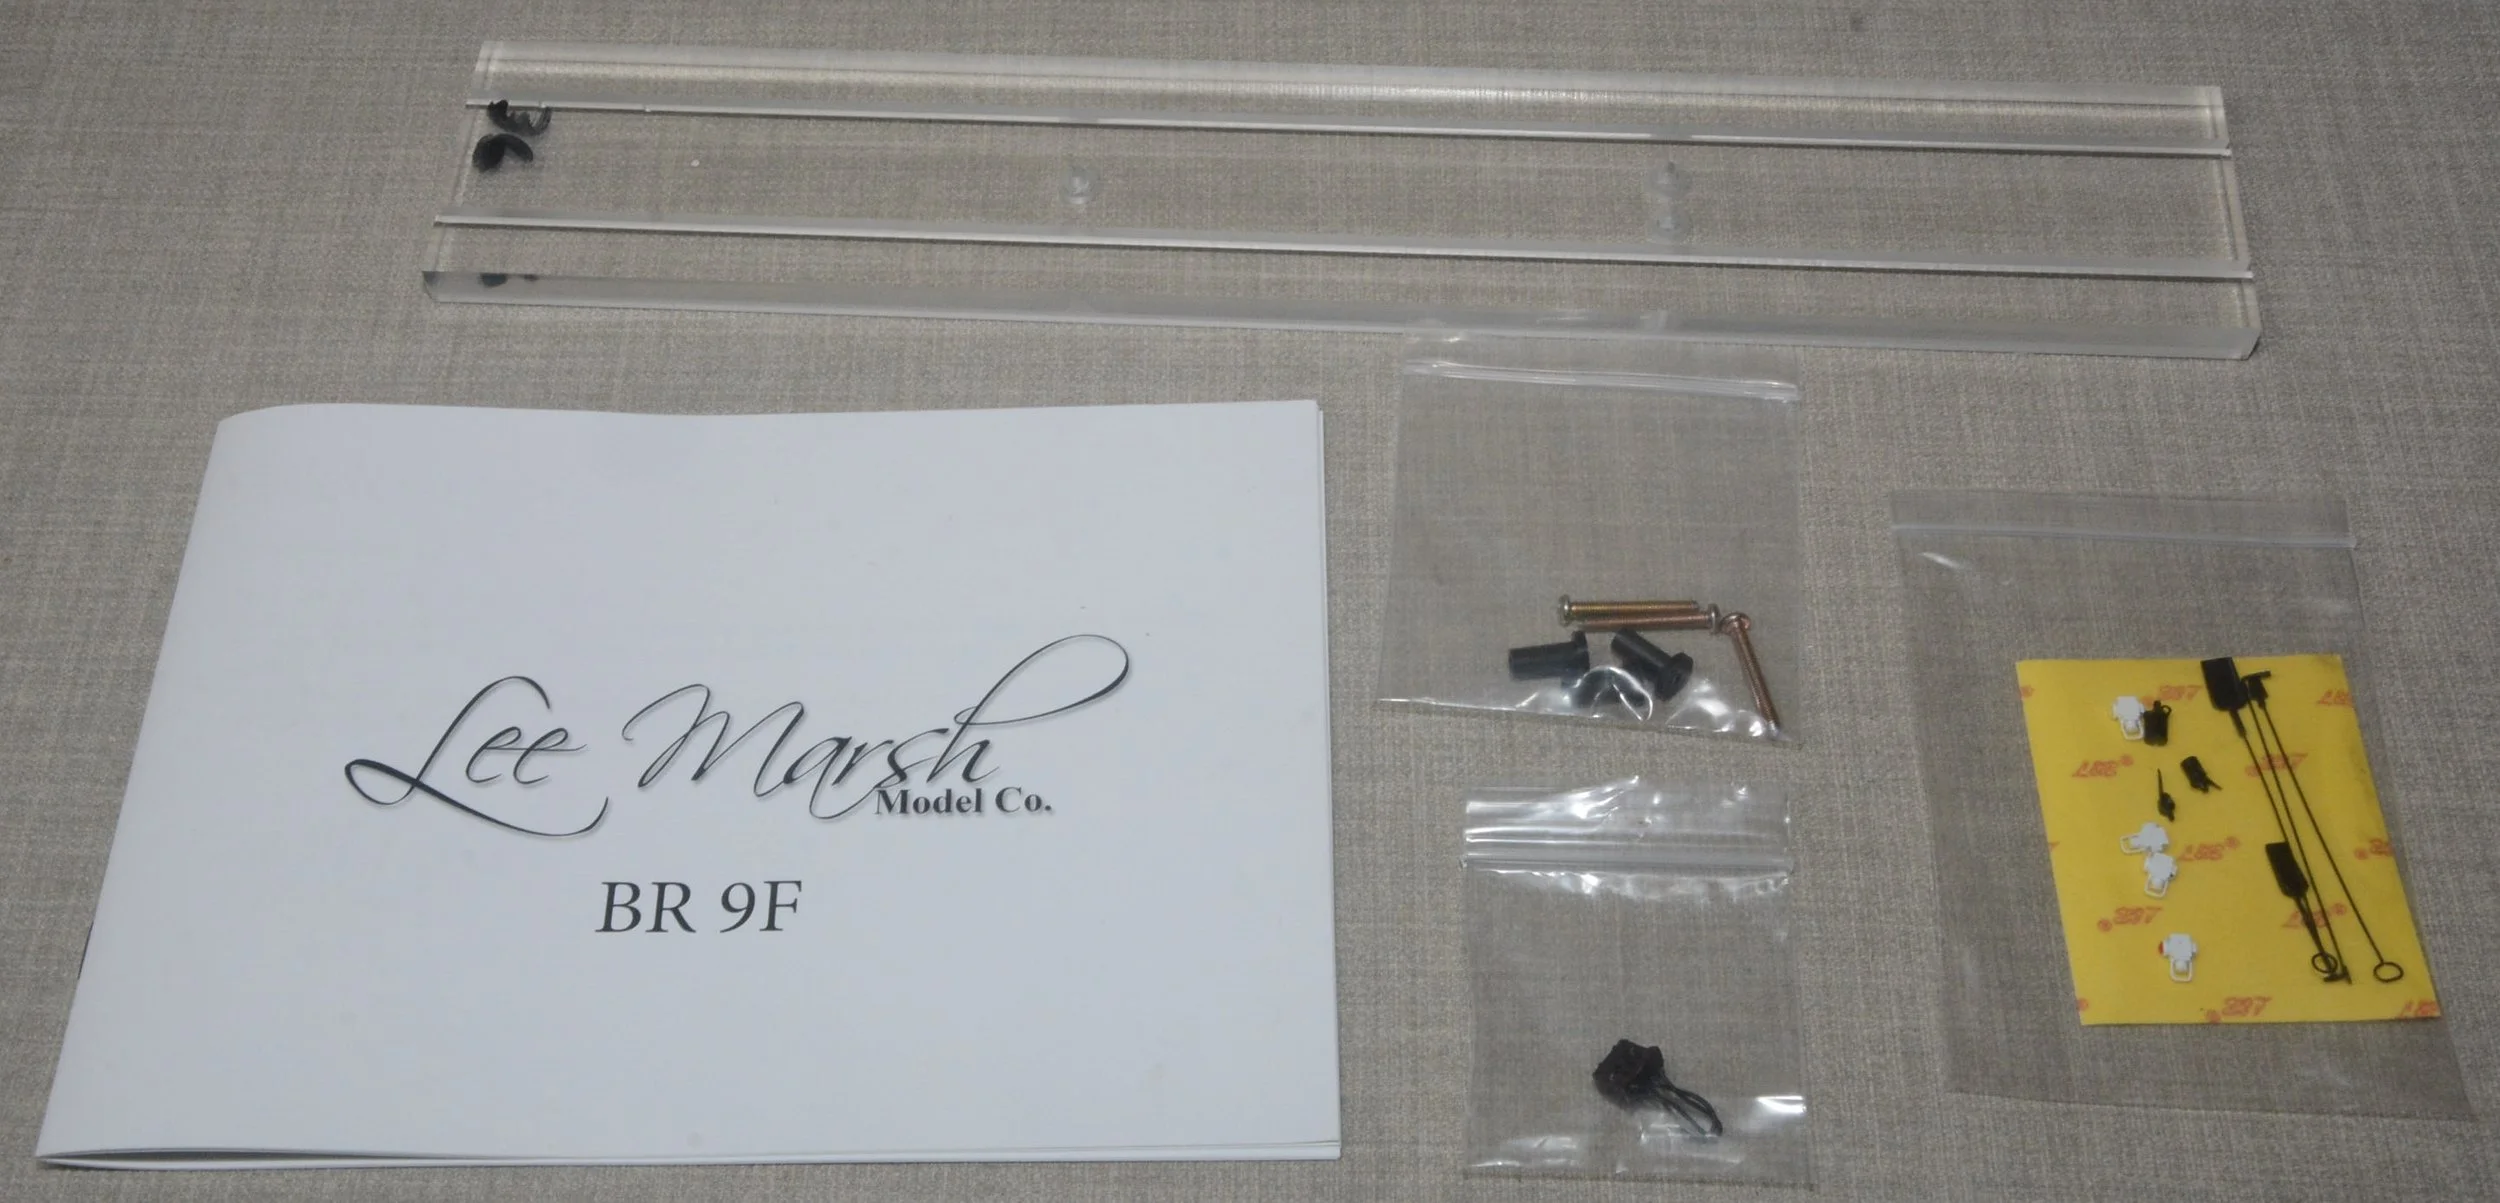 Lee Marsh
Model Co.
BR 9F